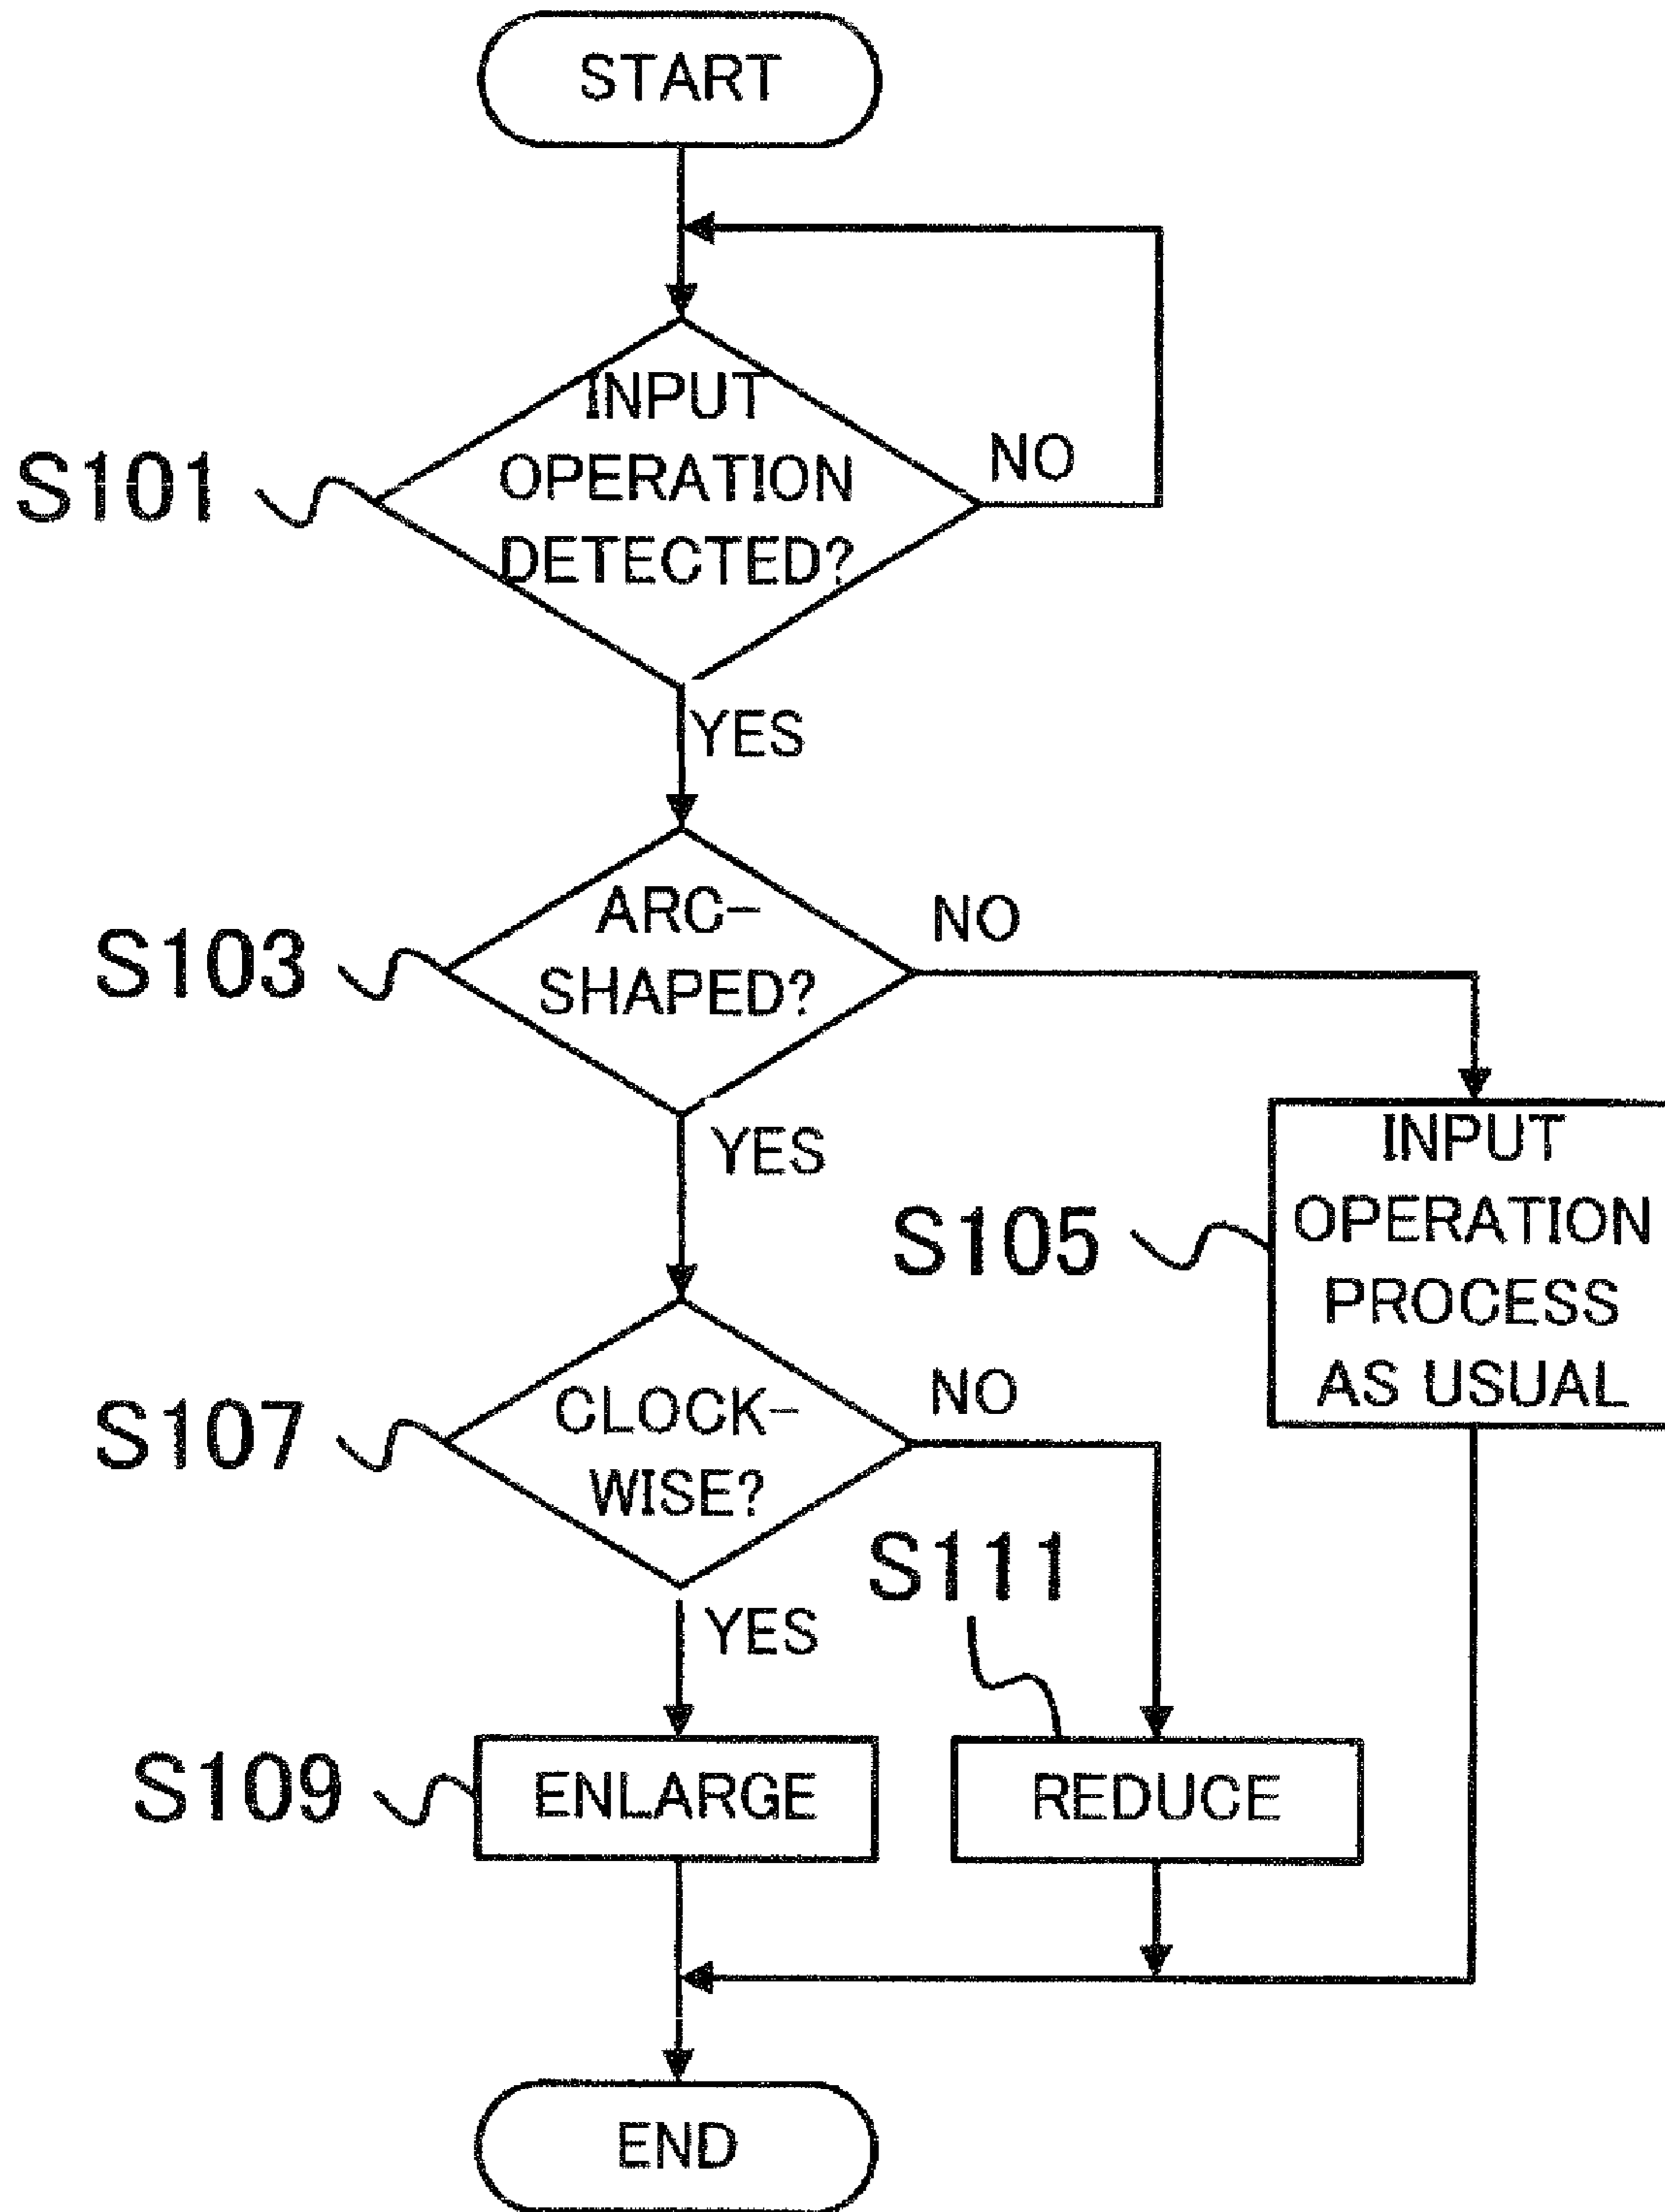 START
INPUT
OPERATION
DETECTED?
NO
S101
YES
ARC-
SHAPED?
NO
S103
YES
INPUT
OPERATION
PROCESS
AS USUAL
S105
CLOCK-
WISE?
NO
S107
S111
YES
ENLARGE
S109
REDUCE
END